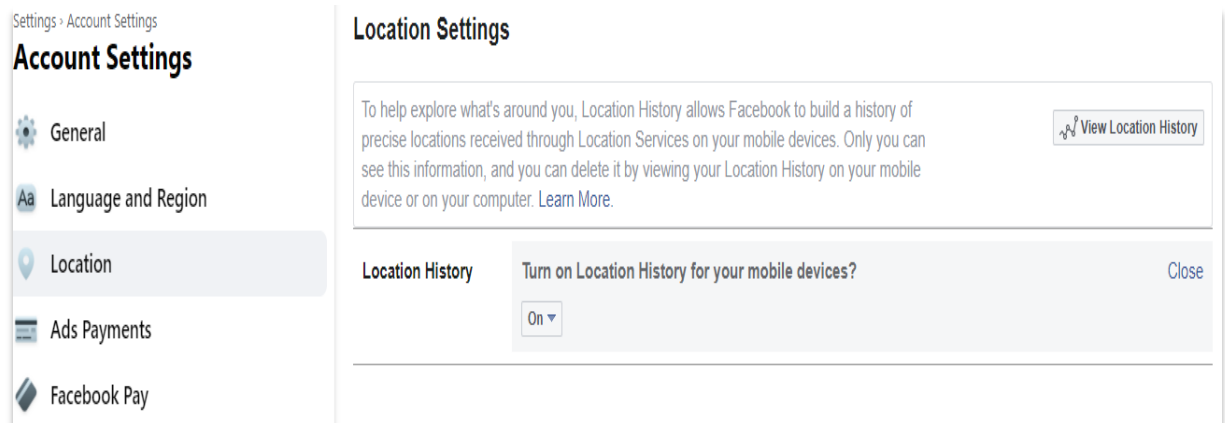 Settings › Account Settings
Account Settings
General
Aa
Language and Region
Location
Ads Payments
Facebook Pay
Location Settings
To help explore what's around you, Location History allows Facebook to build a history of
precise locations received through Location Services on your mobile devices. Only you can
see this information, and you can delete it by viewing your Location History on your mobile
device or on your computer. Learn More.
View Location History
Location History
Turn on Location History for your mobile devices?
Close
On